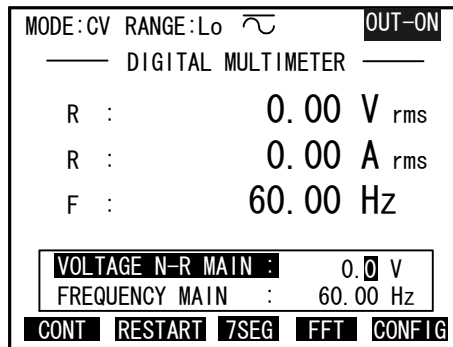 MODE:CV RANGE:Lo OUT-ON
DIGITAL MULTIMETER
R : 0.00 V rms
R : 0.00 A rms
F : 60.00 Hz
VOLTAGE N-R MAIN : 0.0 V
FREQUENCY MAIN : 60.00 Hz
CONT RESTART 7SEG FFT CONFIG